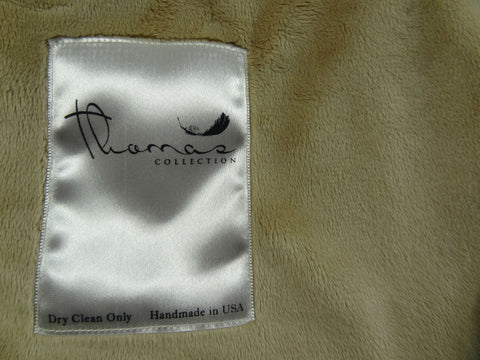 Thomas
COLLECTION
Dry Clean Only Handmade in USA